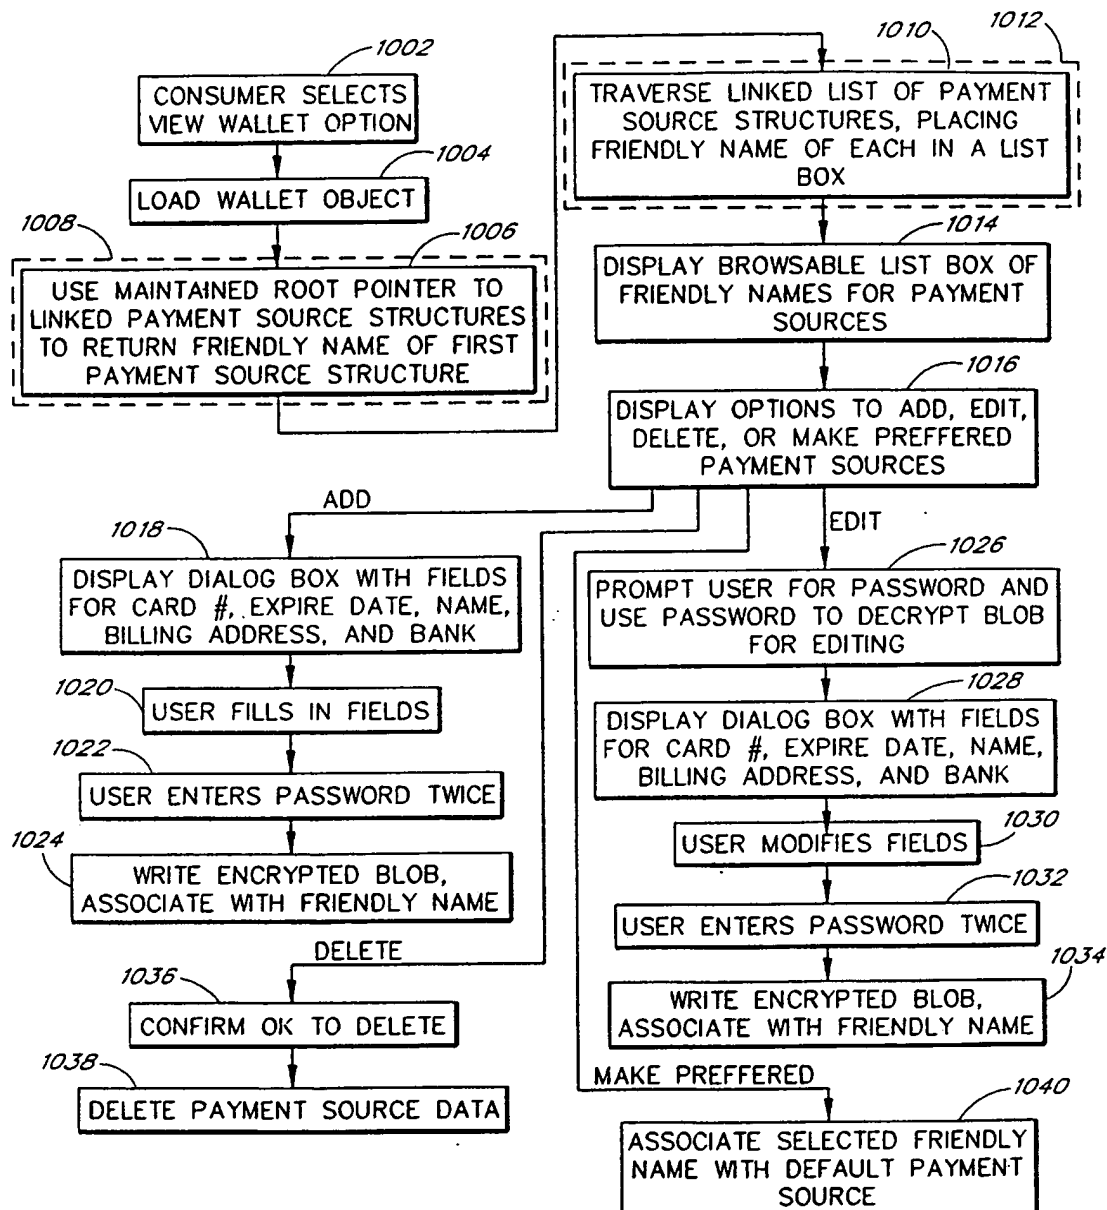 1002
CONSUMER SELECTS
VIEW WALLET OPTION
1004
LOAD WALLET OBJECT
1008
1006
USE MAINTAINED ROOT POINTER TO
LINKED PAYMENT SOURCE STRUCTURES
TO RETURN FRIENDLY NAME OF FIRST
PAYMENT SOURCE STRUCTURE
1010
1012
TRAVERSE LINKED LIST OF PAYMENT
SOURCE STRUCTURES, PLACING
FRIENDLY NAME OF EACH IN A LIST
BOX
1014
DISPLAY BROWSABLE LIST BOX OF
FRIENDLY NAMES FOR PAYMENT
SOURCES
1016
DISPLAY OPTIONS TO ADD, EDIT,
DELETE, OR MAKE PREFFERED
PAYMENT SOURCES
ADD
1018
DISPLAY DIALOG BOX WITH FIELDS
FOR CARD #, EXPIRE DATE, NAME,
BILLING ADDRESS, AND BANK
1020
USER FILLS IN FIELDS
1022
USER ENTERS PASSWORD TWICE
1024
WRITE ENCRYPTED BLOB,
ASSOCIATE WITH FRIENDLY NAME
EDIT
1026
PROMPT USER FOR PASSWORD AND
USE PASSWORD TO DECRYPT BLOB
FOR EDITING
1028
DISPLAY DIALOG BOX WITH FIELDS
FOR CARD #, EXPIRE DATE, NAME,
BILLING ADDRESS, AND BANK
1030
USER MODIFIES FIELDS
1032
USER ENTERS PASSWORD TWICE
1034
WRITE ENCRYPTED BLOB,
ASSOCIATE WITH FRIENDLY NAME
DELETE
1036
CONFIRM OK TO DELETE
1038
DELETE PAYMENT SOURCE DATA
MAKE PREFFERED
1040
ASSOCIATE SELECTED FRIENDLY
NAME WITH DEFAULT PAYMENT
SOURCE